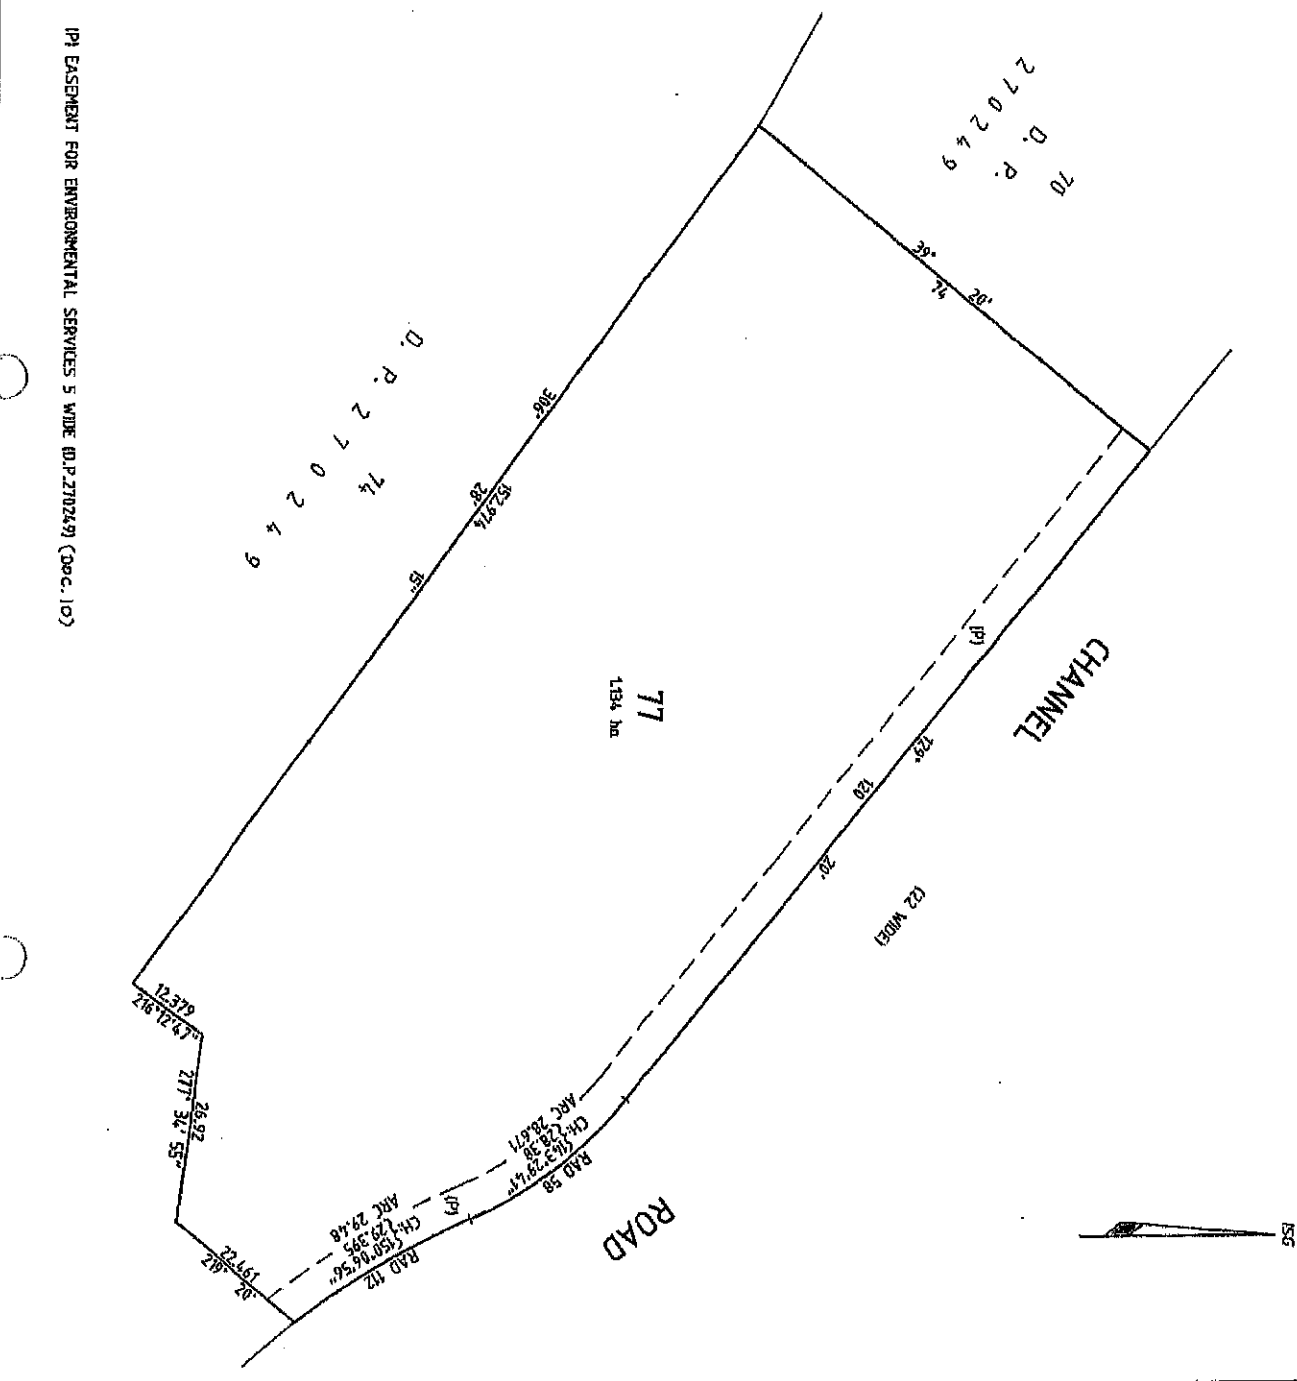 70
D. P.
270249
39° 20'
74
CHANNEL
(P)
129° 20'
120
(22 WIDE)
ROAD
306° 28' 15"
152.974
77
1.134 ha
74
D. P. 270249
12.379
216°12'47"
26.92
277° 34' 55"
22.461
219° 20'
RAD 58
CH.{143°29'41"
{28.38
ARC 28.671
(P)
RAD 112
CH.{150°06'56"
{29.395
ARC 29.48
ISG
(P) EASEMENT FOR ENVIRONMENTAL SERVICES 5 WIDE (D.P.270249) (DOC.10)